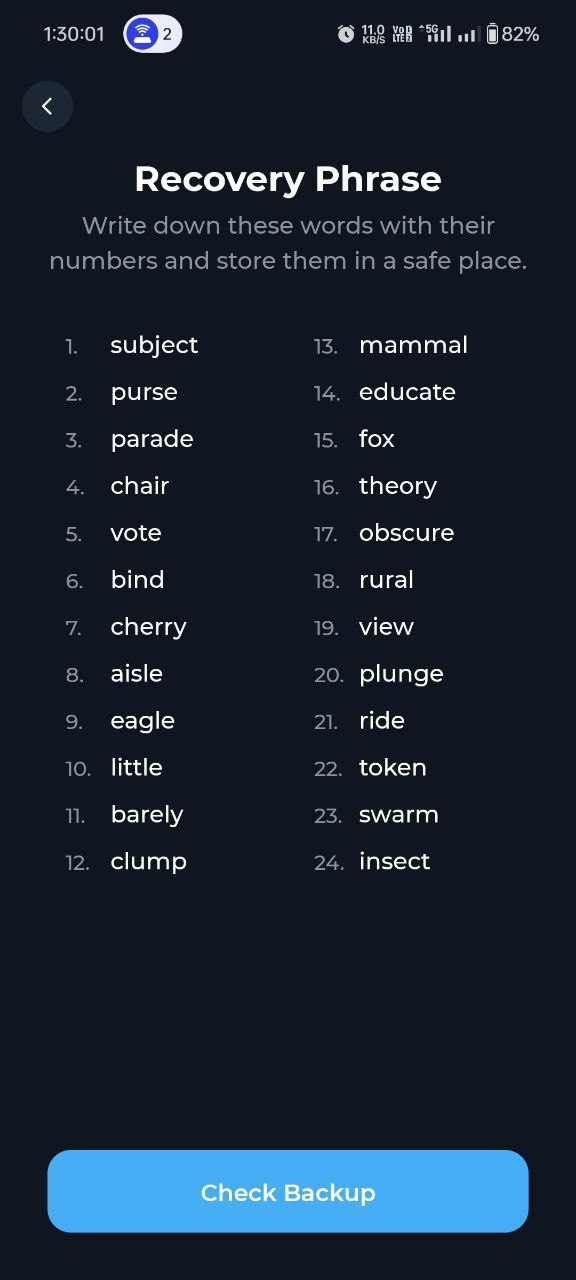 1:30:01 2 11.0 KB/S VoD LTE2 5G 82%
Recovery Phrase
Write down these words with their
numbers and store them in a safe place.
1. subject
2. purse
3. parade
4. chair
5. vote
6. bind
7. cherry
8. aisle
9. eagle
10. little
11. barely
12. clump
13. mammal
14. educate
15. fox
16. theory
17. obscure
18. rural
19. view
20. plunge
21. ride
22. token
23. swarm
24. insect
Check Backup